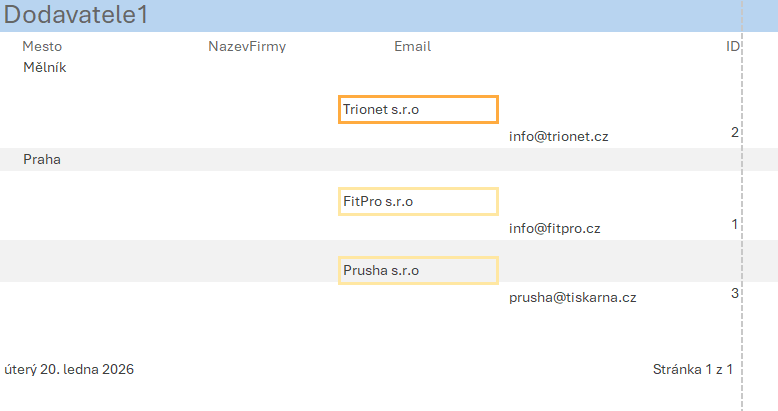 Dodavatele1
Mesto NazevFirmy Email ID
Mělník
Trionet s.r.o
info@trionet.cz 2
Praha
FitPro s.r.o
info@fitpro.cz 1
Prusha s.r.o
prusha@tiskarna.cz 3
úterý 20. ledna 2026 Stránka 1 z 1